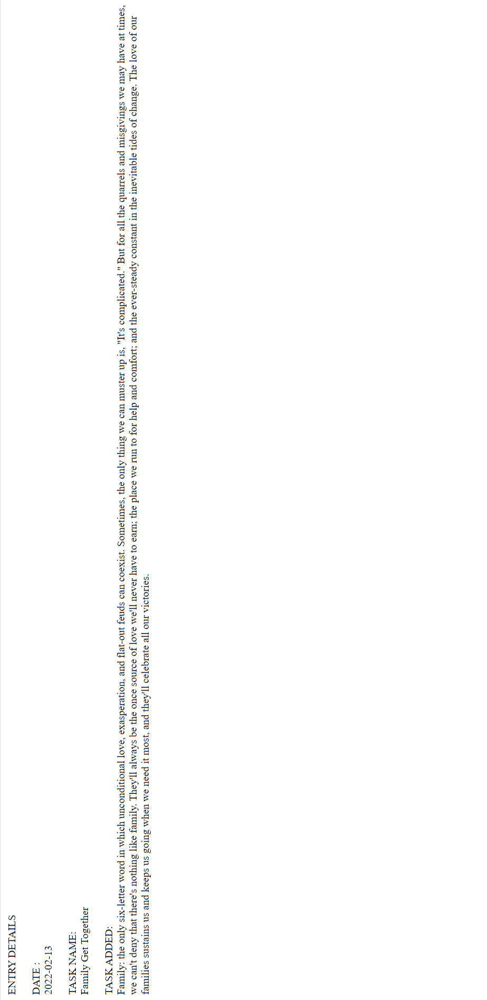 ENTRY DETAILS
DATE :
2022-02-13
TASK NAME:
Family Get Together
TASK ADDED:
Family: the only six-letter word in which unconditional love, exasperation, and flat-out feuds can coexist. Sometimes, the only thing we can muster up is, "It's complicated." But for all the quarrels and misgivings we may have at times,
we can't deny that there's nothing like family. They'll always be the once source of love we'll never have to earn; the place we run to for help and comfort; and the ever-steady constant in the inevitable tides of change. The love of our
families sustains us and keeps us going when we need it most, and they'll celebrate all our victories.